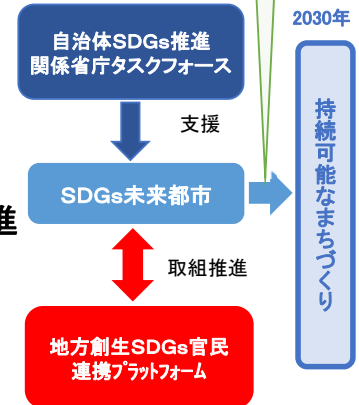 2030年
自治体SDGs推進
関係省庁タスクフォース
支援
SDGs未来都市
持続可能なまちづくり
進
取組推進
地方創生SDGs官民
連携プラットフォーム